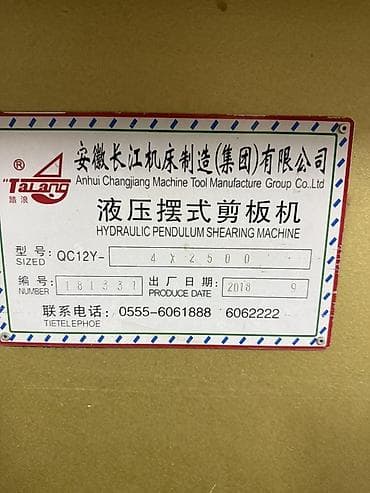 ®
安徽长江机床制造(集团)有限公司
Talang
踏浪
Anhui Changjiang Machine Tool Manufacture Group Co.,Ltd
液压摆式剪板机
HYDRAULIC PENDULUM SHEARING MACHINE
型号: QC12Y- 4X2500
SIZED
编号: 181331 出厂日期: 2018 9
NUMBER PRODUCE DATE
联系电话: 0555-6061888 6062222
TIETELEPHOE